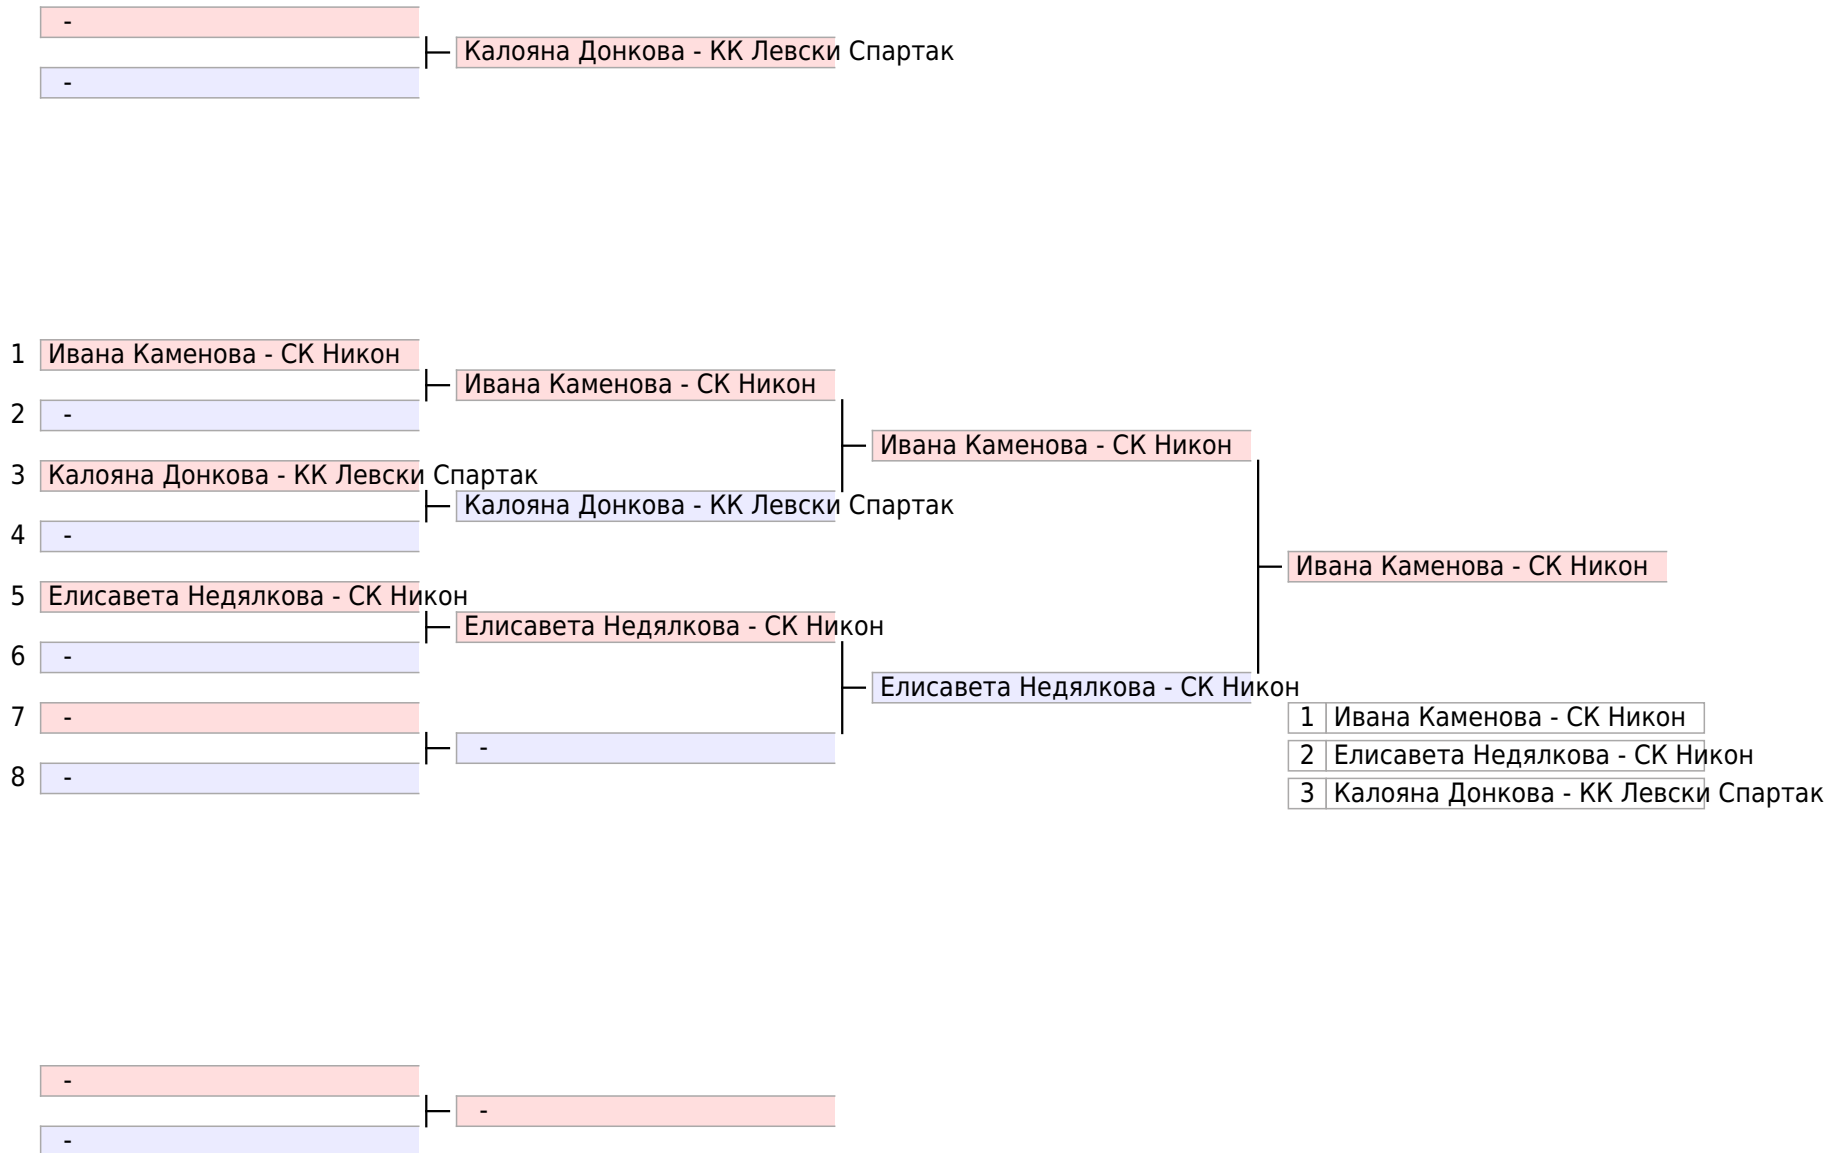 -
Калояна Донкова - КК Левски Спартак
-
1 Ивана Каменова - СК Никон
Ивана Каменова - СК Никон
2 -
Ивана Каменова - СК Никон
3 Калояна Донкова - КК Левски Спартак
Калояна Донкова - КК Левски Спартак
4 -
Ивана Каменова - СК Никон
5 Елисавета Недялкова - СК Никон
Елисавета Недялкова - СК Никон
6 -
Елисавета Недялкова - СК Никон
7 -
1 Ивана Каменова - СК Никон
-
2 Елисавета Недялкова - СК Никон
8 -
3 Калояна Донкова - КК Левски Спартак
-
-
-